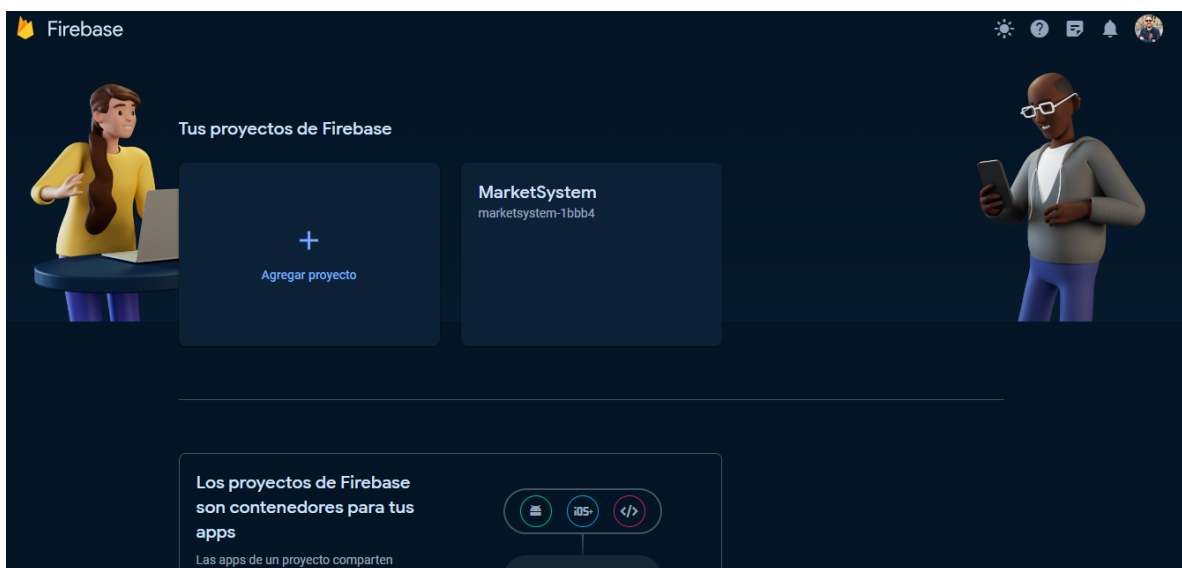 Firebase
Tus proyectos de Firebase
+
Agregar proyecto
MarketSystem
marketsystem-1bbb4
Los proyectos de Firebase
son contenedores para tus
apps
Las apps de un proyecto comparten
iOS+
</>